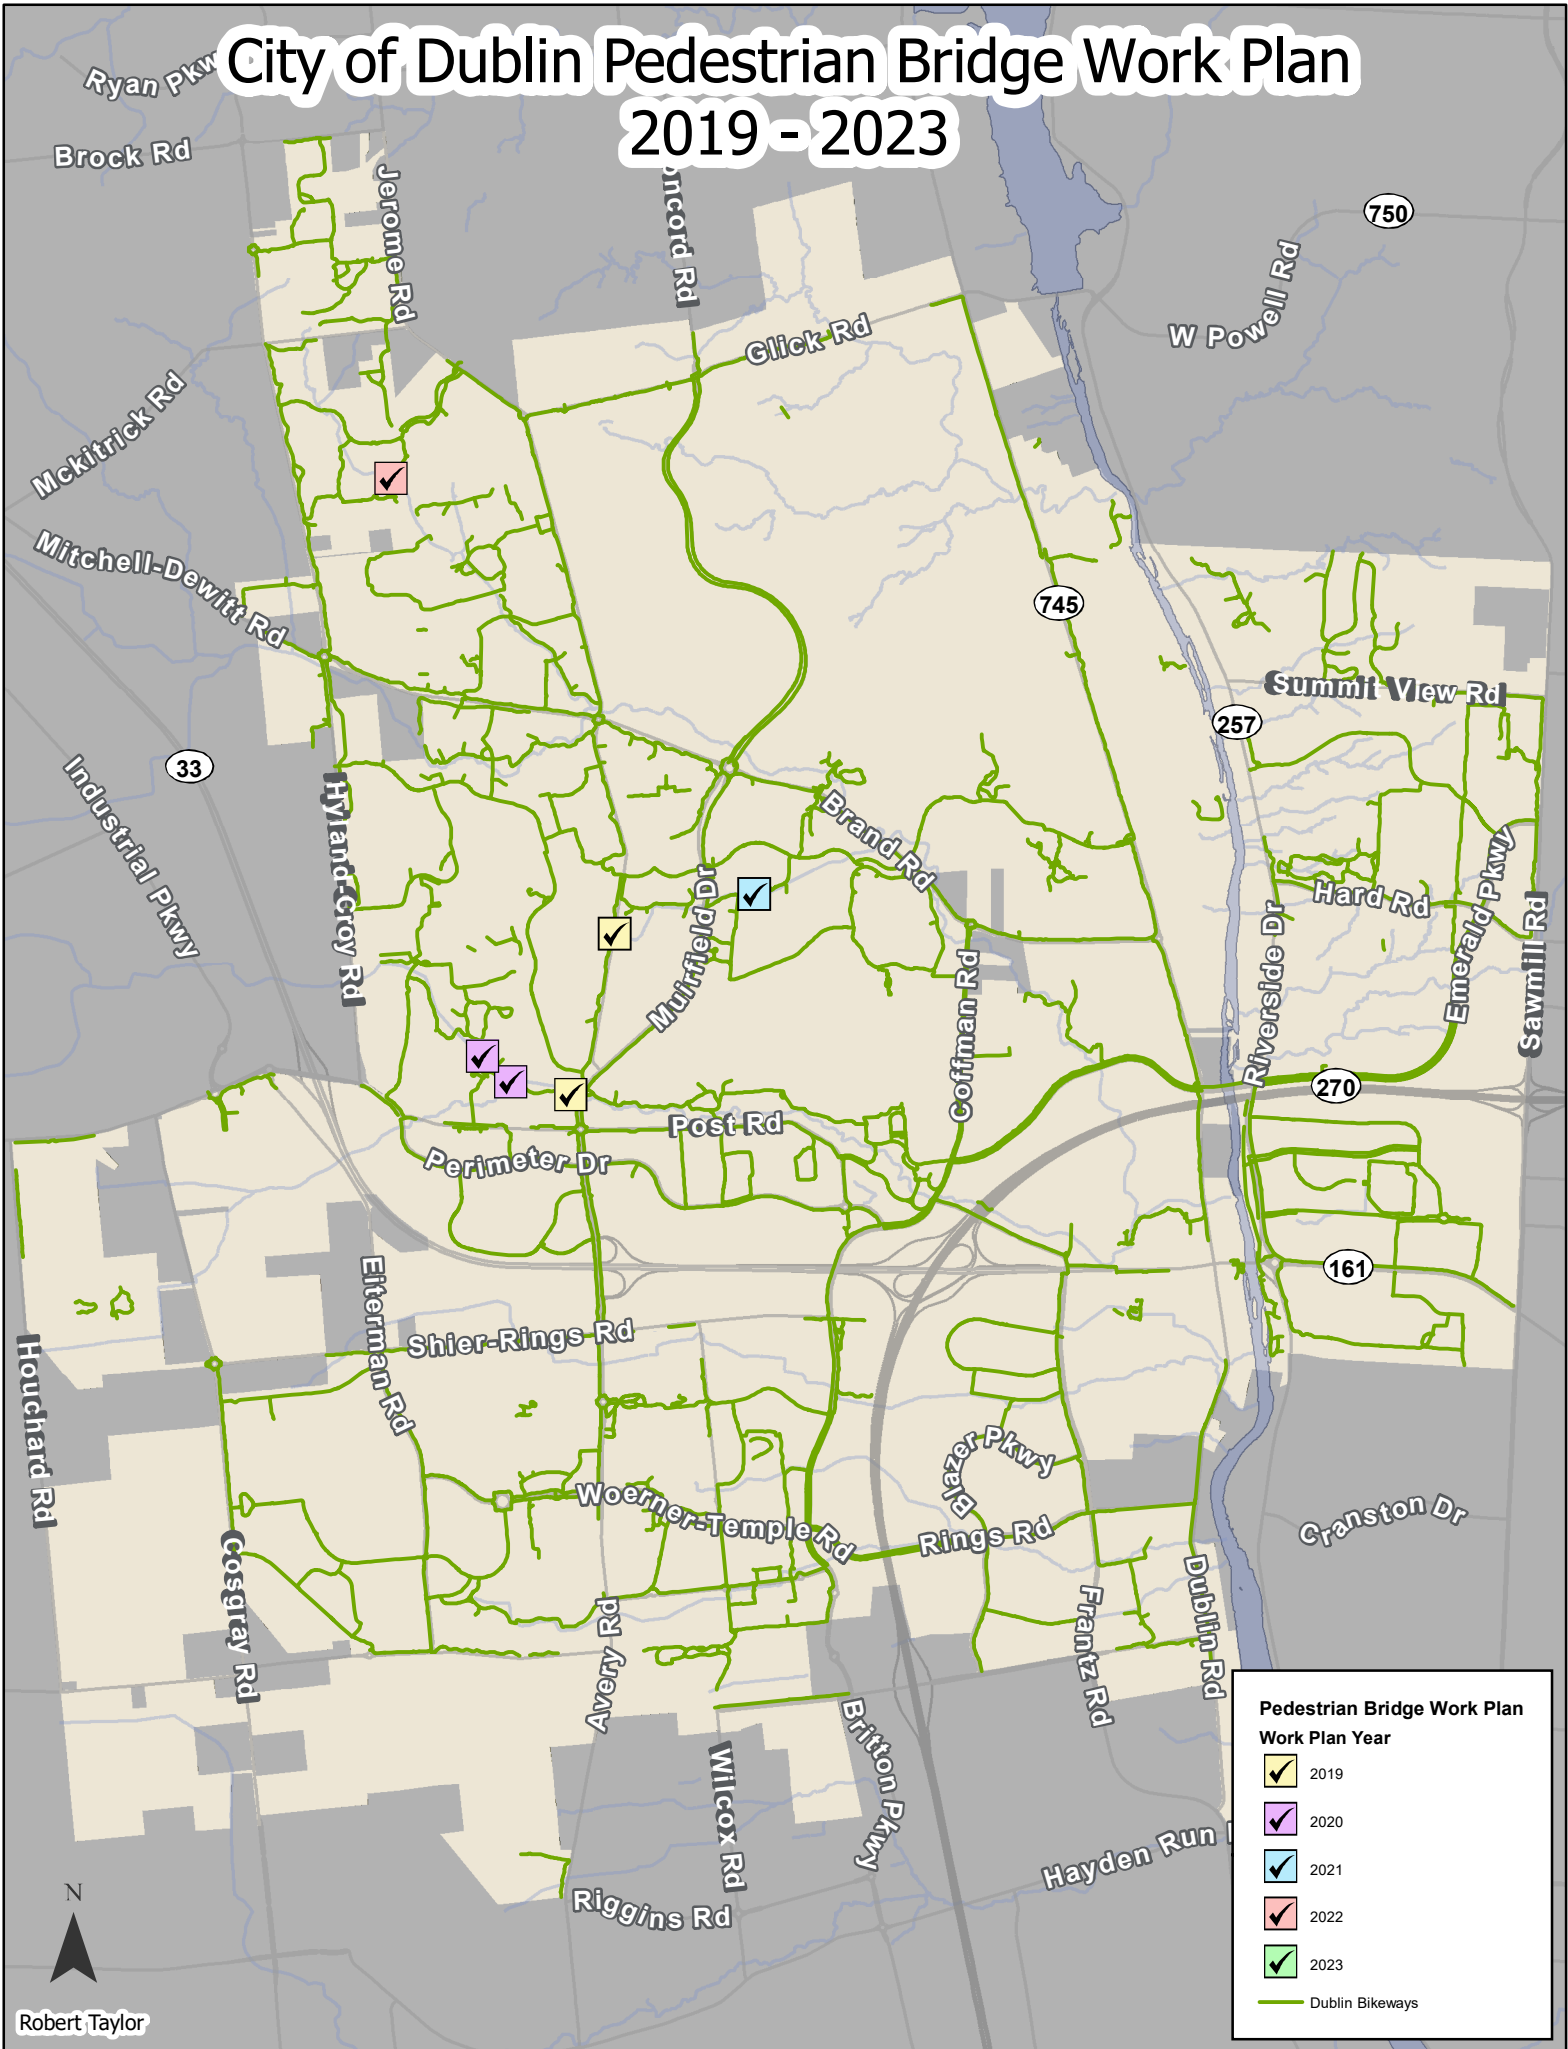 City of Dublin Pedestrian Bridge Work Plan
2019 - 2023
Ryan Pkw
Brock Rd
Jerome Rd
oncord Rd
750
W Powell Rd
Glick Rd
Mckitrick Rd
Mitchell-Dewitt Rd
745
Summit View Rd
257
33
Industrial Pkwy
Hyland-Croy Rd
Brand Rd
Muirfield Dr
Hard Rd
Emerald Pkwy
Sawmill Rd
Riverside Dr
Coffman Rd
270
Post Rd
Perimeter Dr
161
Eiterman Rd
Shier-Rings Rd
Houchard Rd
Blazer Pkwy
Woerner-Temple Rd
Rings Rd
Cranston Dr
Cosgray Rd
Avery Rd
Frantz Rd
Dublin Rd
Wilcox Rd
Britton Pkwy
Hayden Run
Riggins Rd
N
Robert Taylor
Pedestrian Bridge Work Plan
Work Plan Year
2019
2020
2021
2022
2023
Dublin Bikeways